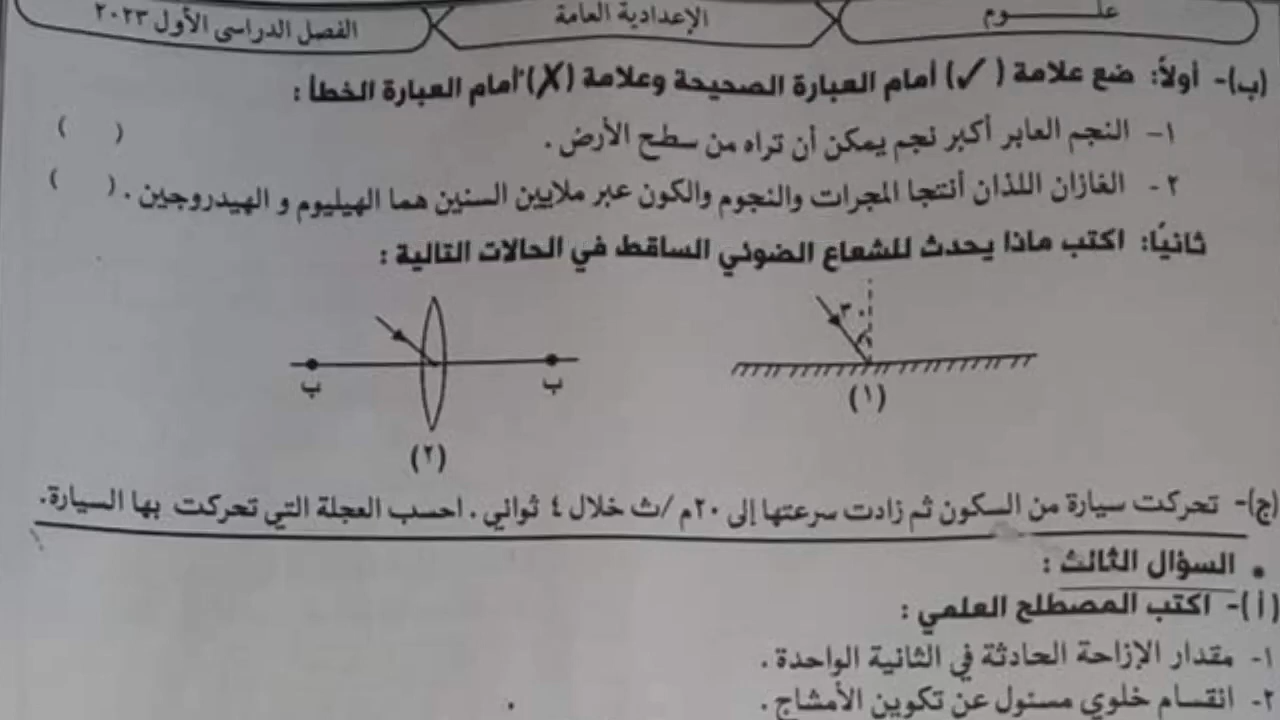 علـــــــوم
الإعدادية العامة
الفصل الدراسى الأول ٢٠٢٣
(ب)- أولاً: ضع علامة (✓) أمام العبارة الصحيحة وعلامة (✗) أمام العبارة الخطأ :
١- النجم العابر أكبر نجم يمكن أن تراه من سطح الأرض . ( )
٢- الغازان اللذان أنتجا المجرات والنجوم والكون عبر ملايين السنين هما الهيليوم و الهيدروجين . ( )
ثانيًا: اكتب ماذا يحدث للشعاع الضوئي الساقط في الحالات التالية :
٣٠
(١)
ب ب
(٢)
(ج)- تحركت سيارة من السكون ثم زادت سرعتها إلى ٢٠م /ث خلال ٤ ثواني . احسب العجلة التي تحركت بها السيارة.
• السؤال الثالث :
(أ)- اكتب المصطلح العلمي :
١- مقدار الإزاحة الحادثة في الثانية الواحدة .
٢- انقسام خلوي مسئول عن تكوين الأمشاج .